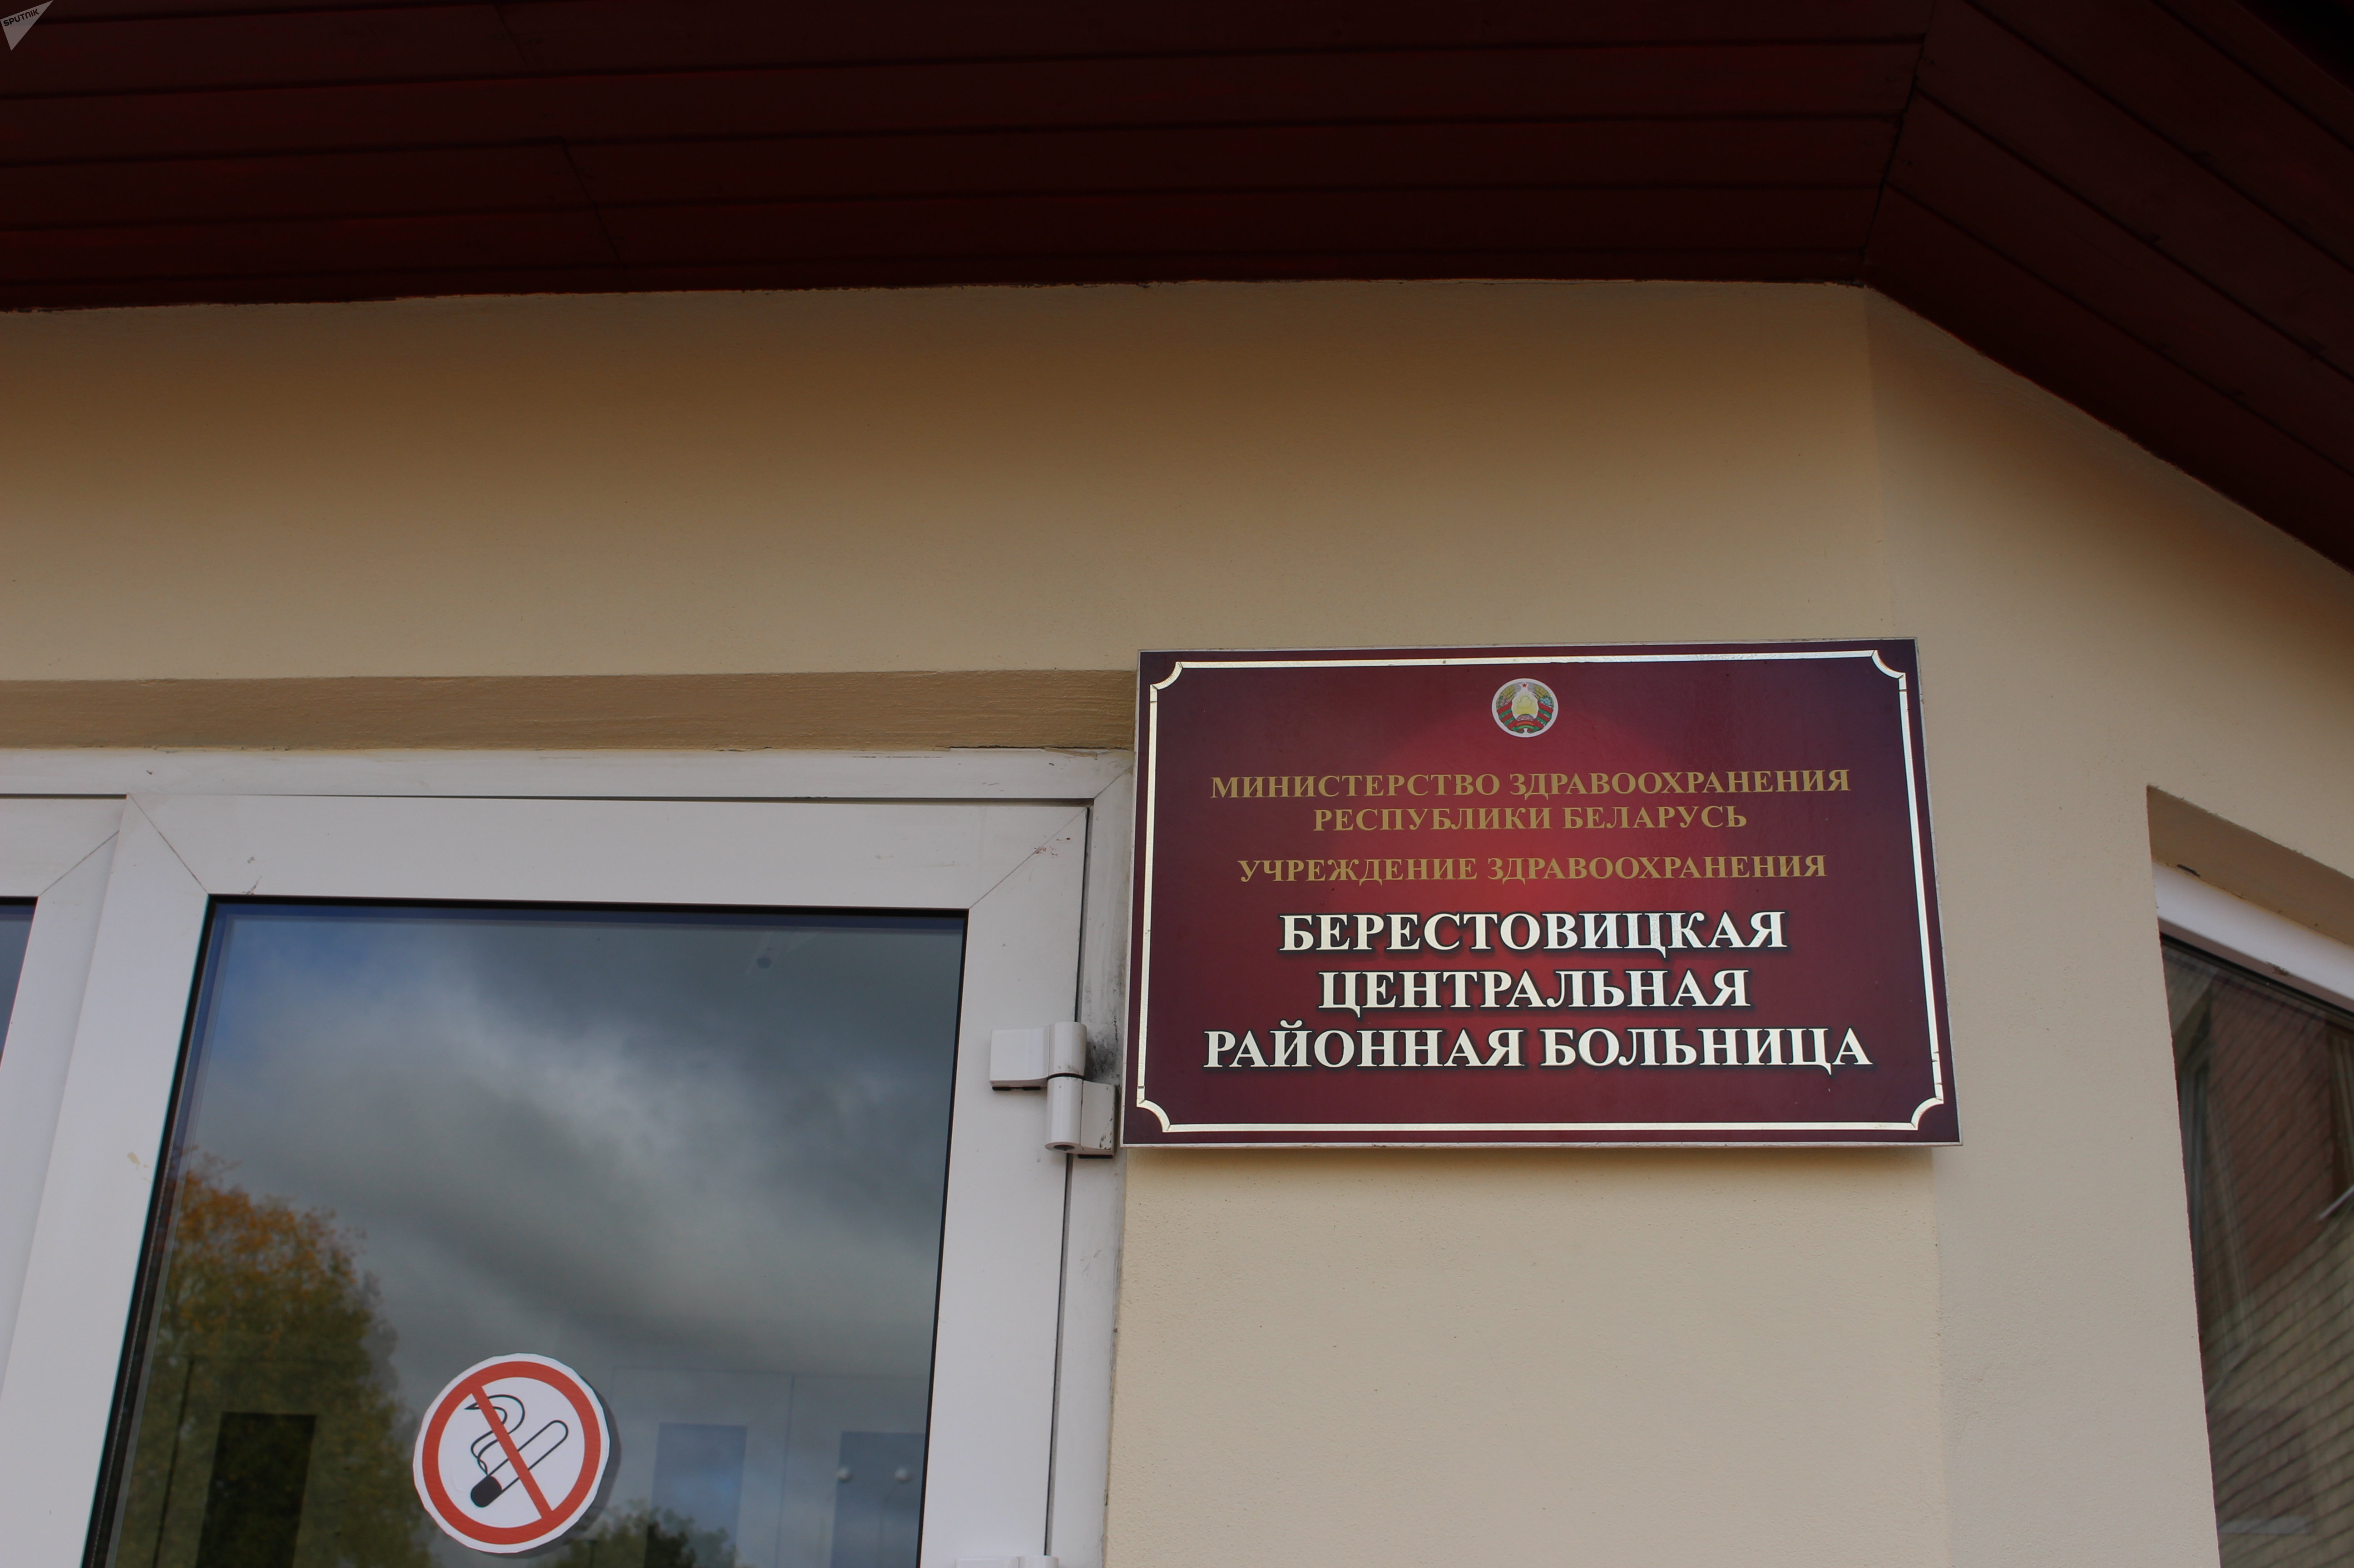 SPUTNIK
МИНИСТЕРСТВО ЗДРАВООХРАНЕНИЯ
РЕСПУБЛИКИ БЕЛАРУСЬ
УЧРЕЖДЕНИЕ ЗДРАВООХРАНЕНИЯ
БЕРЕСТОВИЦКАЯ
ЦЕНТРАЛЬНАЯ
РАЙОННАЯ БОЛЬНИЦА